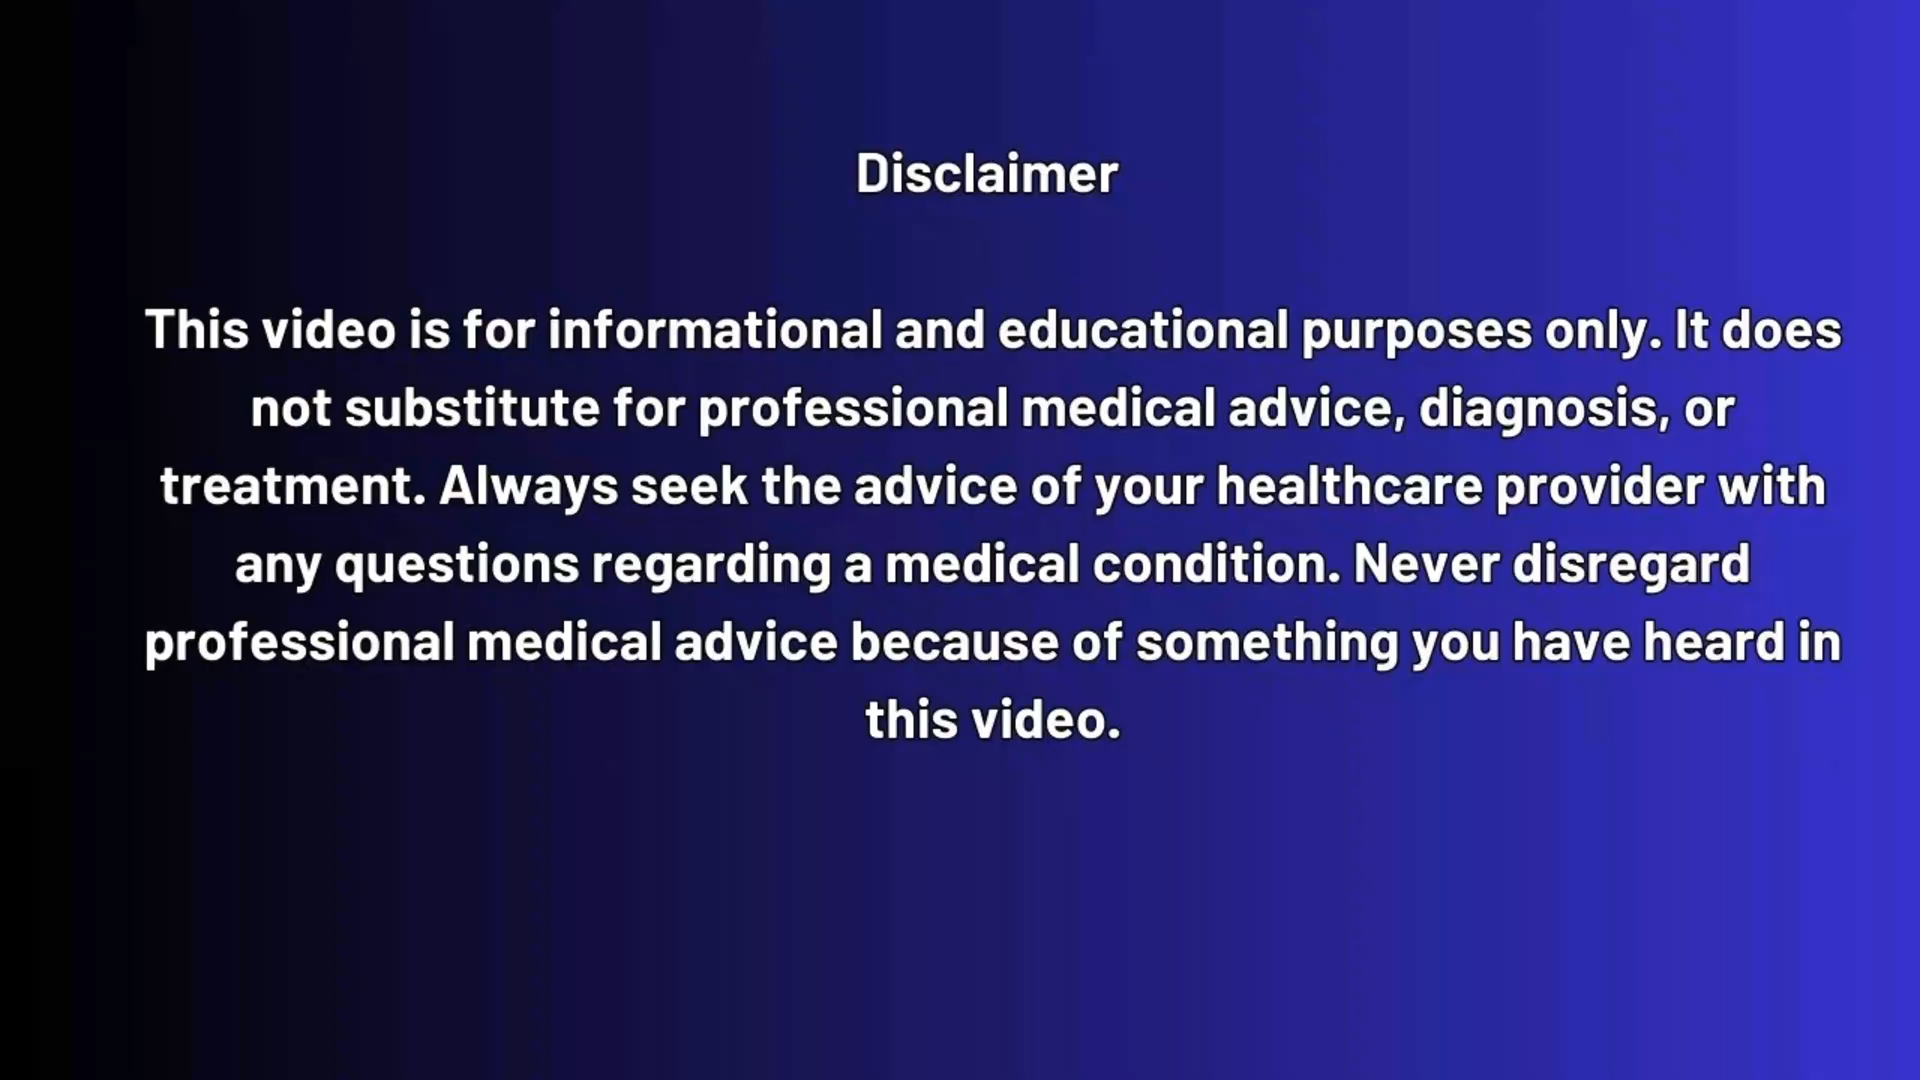 Disclaimer
This video is for informational and educational purposes only. It does
not substitute for professional medical advice, diagnosis, or
treatment. Always seek the advice of your healthcare provider with
any questions regarding a medical condition. Never disregard
professional medical advice because of something you have heard in
this video.